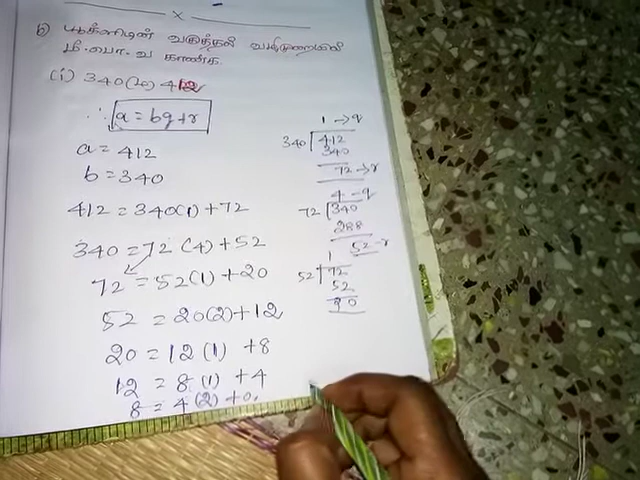 x
6) யூக்ளிடின் வகுத்தல் வழிமுறையில்
மீ.பொ.வ காண்க.
(i) 340 412
∴ a = bq+r
a = 412
b = 340
412 = 340(1) + 72
340 = 72 (4) + 52
72 = 52 (1) + 20
52 = 20(2) + 12
20 = 12 (1) + 8
12 = 8 (1) + 4
8 = 4 (2) + 0.
1 → q
340 412
340
72 → r
4 - q
72 340
288
52 - r
1
52 72
52
20